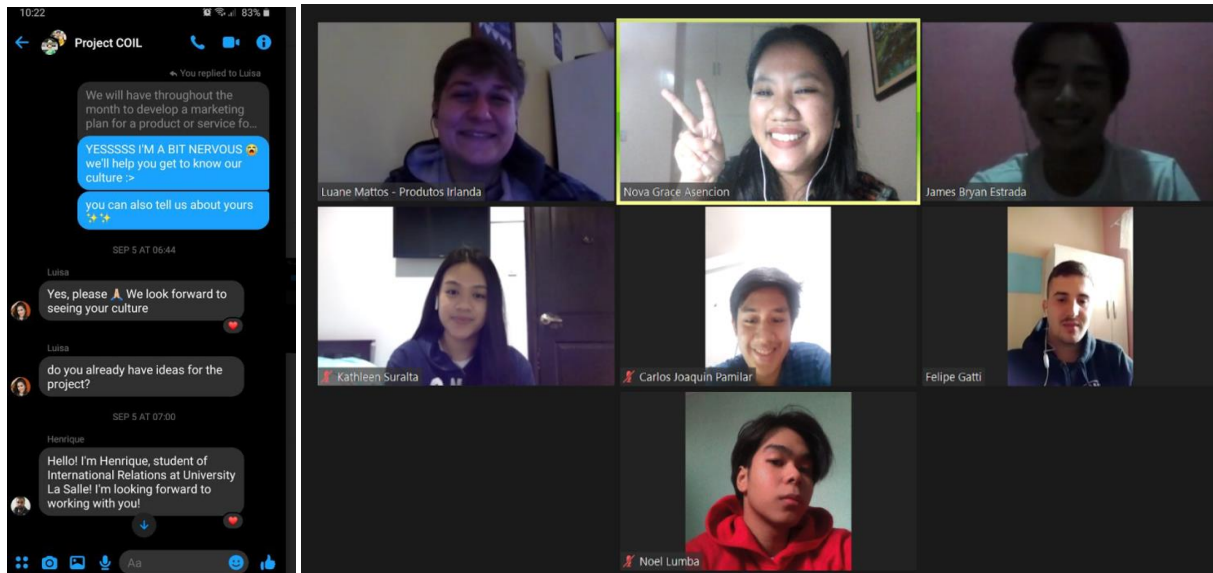 10:22
83%
Project COIL
You replied to Luisa
We will have throughout the
month to develop a marketing
plan for a product or service fo...
YESSSSS I'M A BIT NERVOUS 😵
we'll help you get to know our
culture :>
you can also tell us about yours
✨✨
SEP 5 AT 06:44
Luisa
Yes, please 🙏 We look forward to
seeing your culture
Luisa
do you already have ideas for the
project?
SEP 5 AT 07:00
Henrique
Hello! I'm Henrique, student of
International Relations at University
La Salle! I'm looking forward to
working with you!
Aa
Luane Mattos - Produtos Irlanda
Nova Grace Asencion
James Bryan Estrada
Kathleen Suralta
Carlos Joaquin Pamilar
Felipe Gatti
Noel Lumba